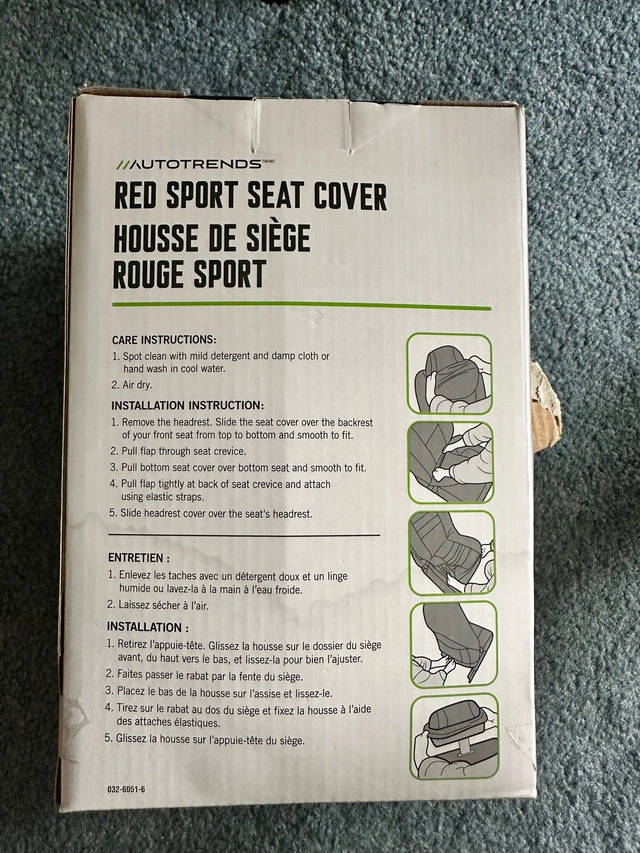 //AUTOTRENDS™/MC
RED SPORT SEAT COVER
HOUSSE DE SIÈGE
ROUGE SPORT
CARE INSTRUCTIONS:
1. Spot clean with mild detergent and damp cloth or
hand wash in cool water.
2. Air dry.
INSTALLATION INSTRUCTION:
1. Remove the headrest. Slide the seat cover over the backrest
of your front seat from top to bottom and smooth to fit.
2. Pull flap through seat crevice.
3. Pull bottom seat cover over bottom seat and smooth to fit.
4. Pull flap tightly at back of seat crevice and attach
using elastic straps.
5. Slide headrest cover over the seat's headrest.
ENTRETIEN :
1. Enlevez les taches avec un détergent doux et un linge
humide ou lavez-la à la main à l'eau froide.
2. Laissez sécher à l'air.
INSTALLATION :
1. Retirez l'appuie-tête. Glissez la housse sur le dossier du siège
avant, du haut vers le bas, et lissez-la pour bien l'ajuster.
2. Faites passer le rabat par la fente du siège.
3. Placez le bas de la housse sur l'assise et lissez-le.
4. Tirez sur le rabat au dos du siège et fixez la housse à l'aide
des attaches élastiques.
5. Glissez la housse sur l'appuie-tête du siège.
032-6051-6